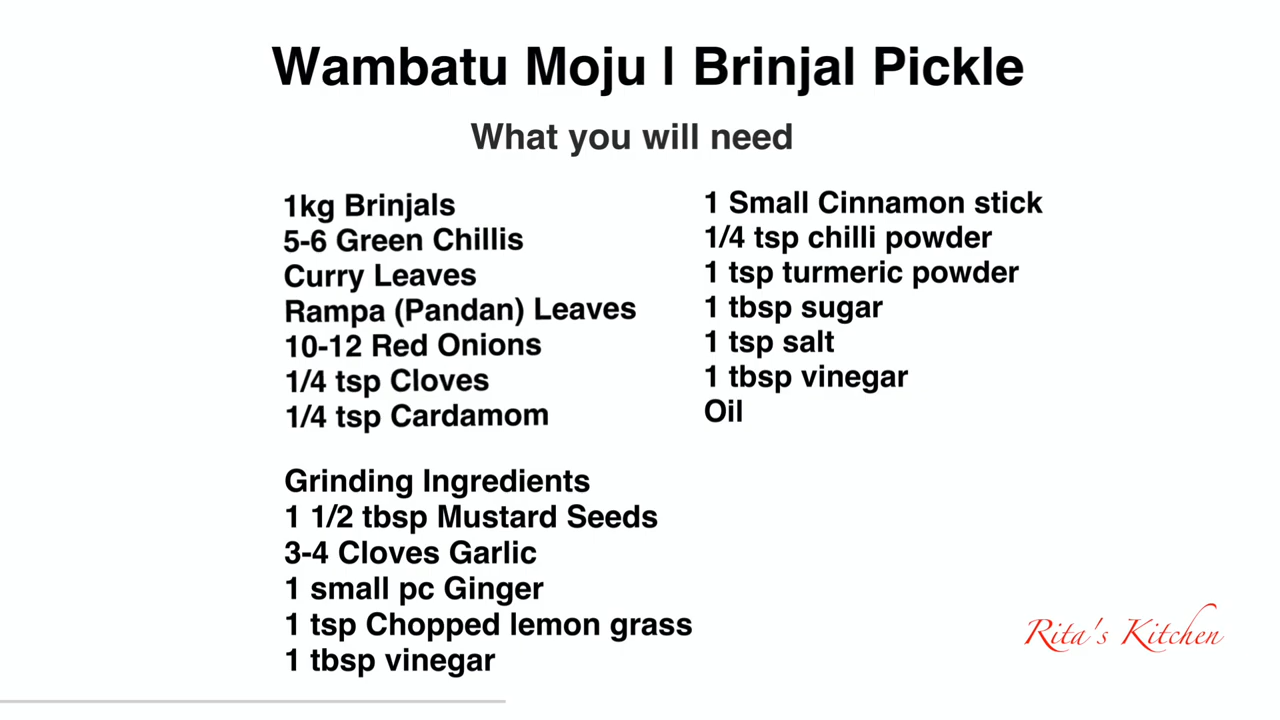 Wambatu Moju | Brinjal Pickle
What you will need
1kg Brinjals
5-6 Green Chillis
Curry Leaves
Rampa (Pandan) Leaves
10-12 Red Onions
1/4 tsp Cloves
1/4 tsp Cardamom
1 Small Cinnamon stick
1/4 tsp chilli powder
1 tsp turmeric powder
1 tbsp sugar
1 tsp salt
1 tbsp vinegar
Oil
Grinding Ingredients
1 1/2 tbsp Mustard Seeds
3-4 Cloves Garlic
1 small pc Ginger
1 tsp Chopped lemon grass
1 tbsp vinegar
Rita's Kitchen